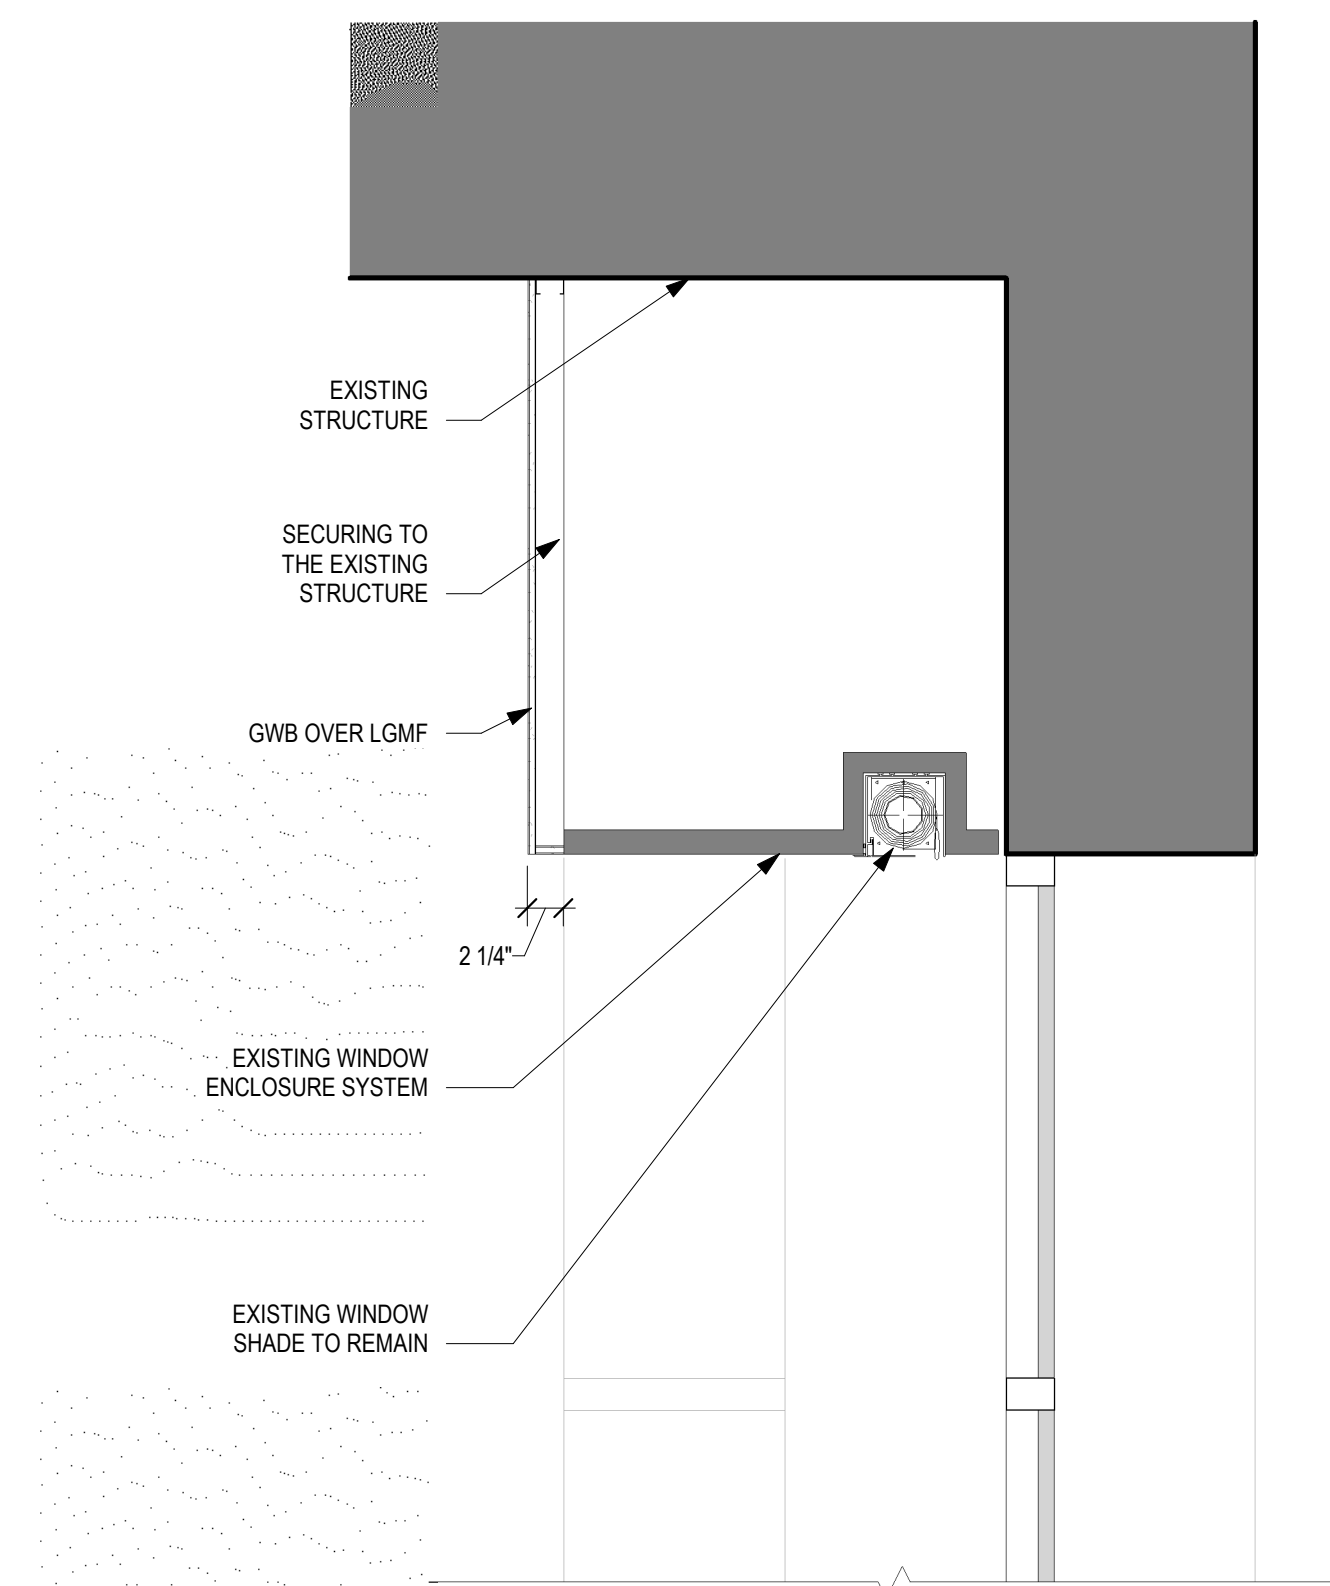 EXISTING
STRUCTURE
SECURING TO
THE EXISTING
STRUCTURE
GWB OVER LGMF
2 1/4"
EXISTING WINDOW
ENCLOSURE SYSTEM
EXISTING WINDOW
SHADE TO REMAIN